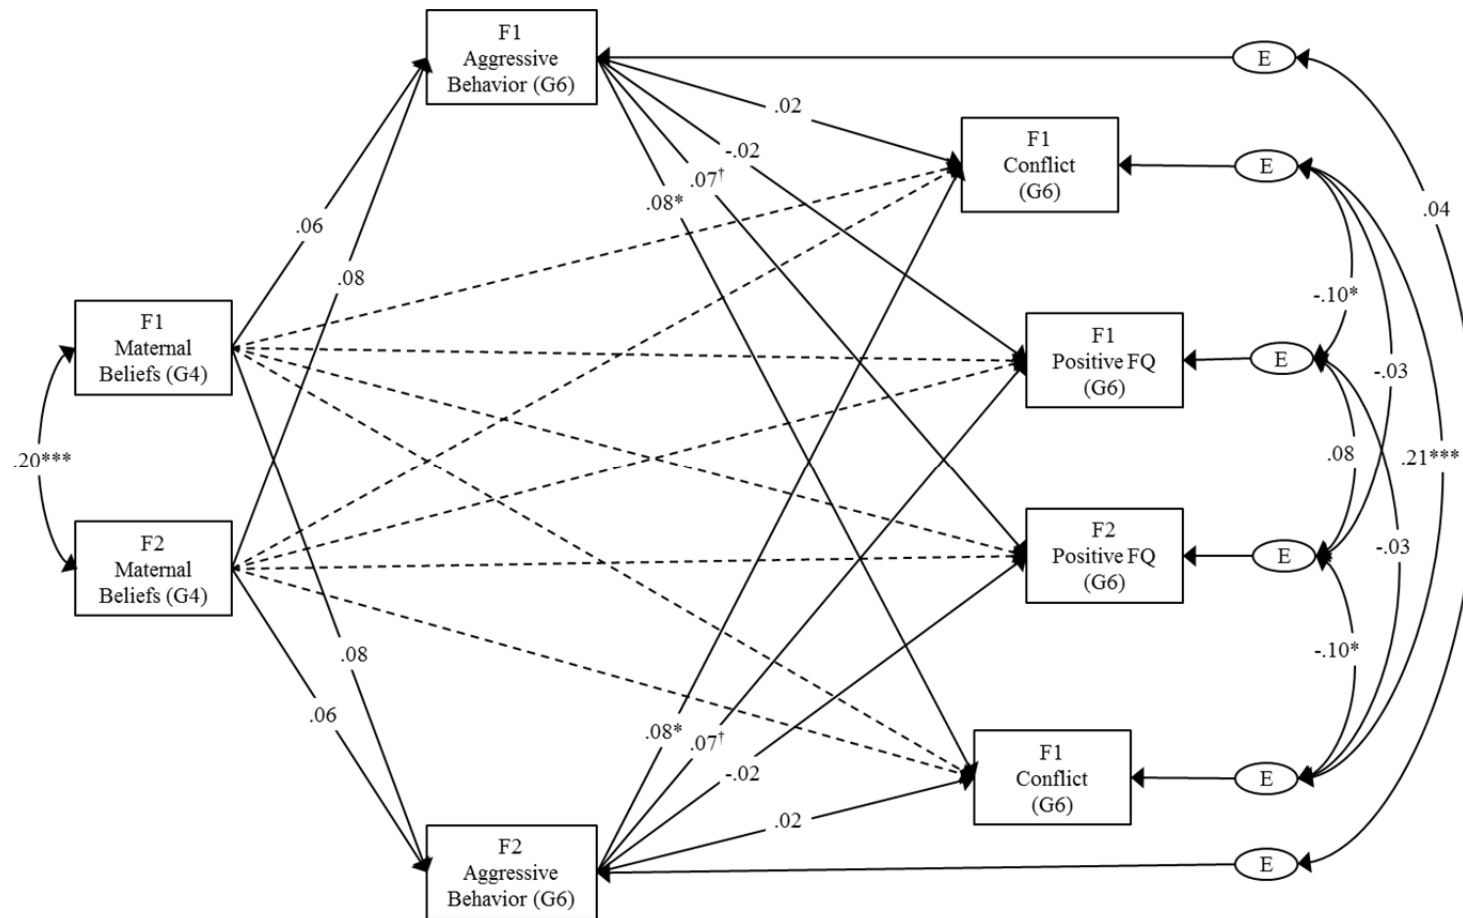 F1
Aggressive
Behavior (G6)
E
.02
F1
Conflict
(G6)
E
-.02
.07†
.08*
.04
.06
.08
F1
Maternal
Beliefs (G4)
-.10*
F1
Positive FQ
(G6)
E
-.03
.20***
.08
.21***
F2
Maternal
Beliefs (G4)
F2
Positive FQ
(G6)
E
-.03
.08
-.10*
.06
.08*
.07†
-.02
F1
Conflict
(G6)
E
.02
F2
Aggressive
Behavior (G6)
E